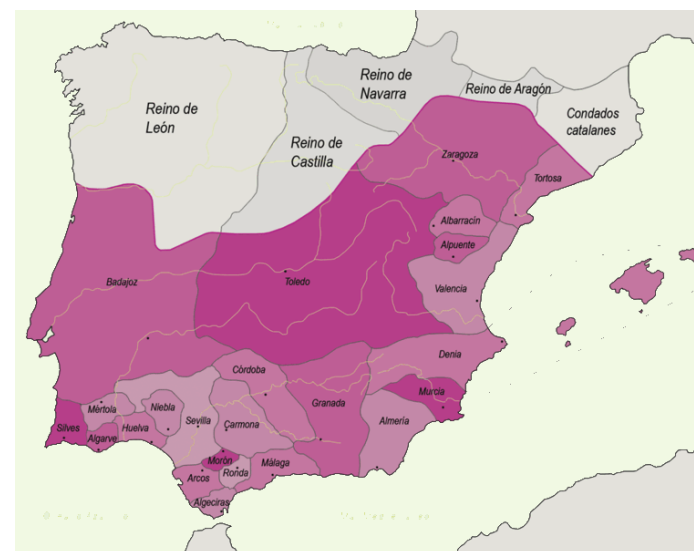 Reino de
León
Reino de
Castilla
Reino de
Navarra
Reino de Aragón
Condados
catalanes
Zaragoza
Tortosa
Albarracín
Alpuente
Badajoz
Toledo
Valencia
Denia
Córdoba
Murcia
Granada
Almería
Mértola
Niebla
Sevilla
Carmona
Silves
Algarve
Huelva
Morón
Ronda
Málaga
Arcos
Algeciras